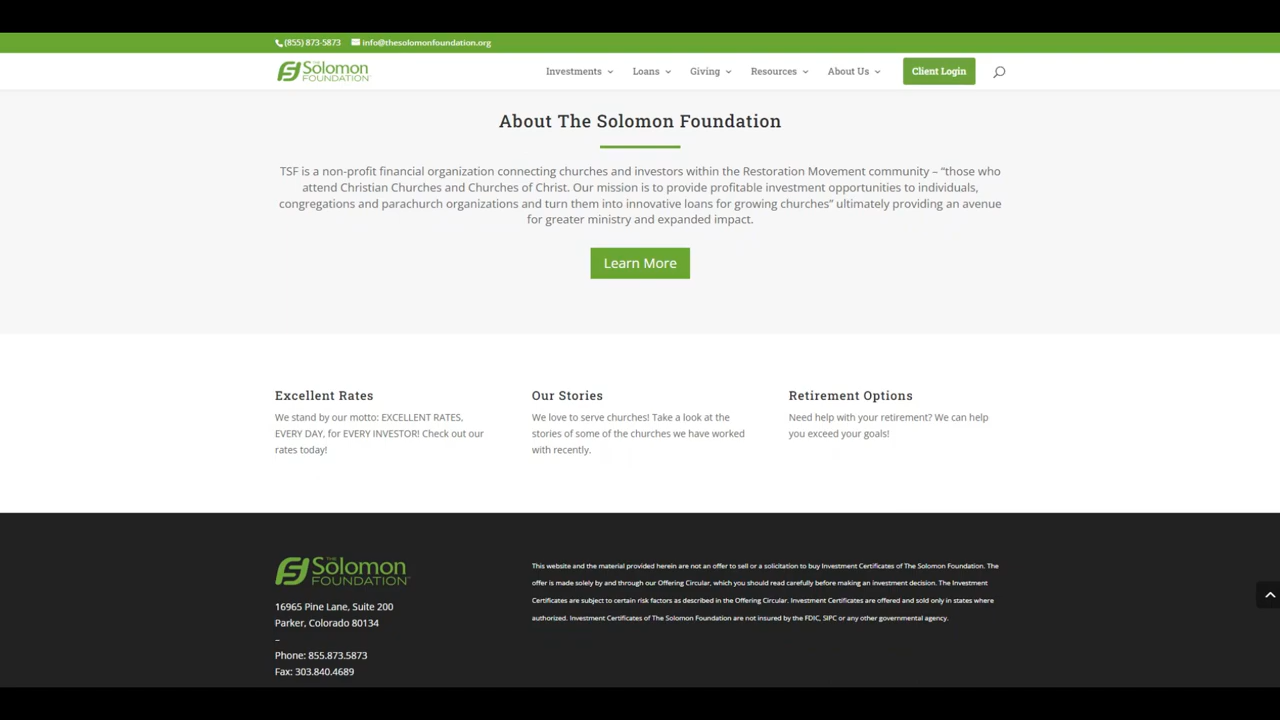 (855) 873-5873 info@thesolomonfoundation.org
THE
Solomon
FOUNDATION
Investments Loans Giving Resources About Us Client Login
About The Solomon Foundation
TSF is a non-profit financial organization connecting churches and investors within the Restoration Movement community – “those who
attend Christian Churches and Churches of Christ. Our mission is to provide profitable investment opportunities to individuals,
congregations and parachurch organizations and turn them into innovative loans for growing churches” ultimately providing an avenue
for greater ministry and expanded impact.
Learn More
Excellent Rates
We stand by our motto: EXCELLENT RATES,
EVERY DAY, for EVERY INVESTOR! Check out our
rates today!
Our Stories
We love to serve churches! Take a look at the
stories of some of the churches we have worked
with recently.
Retirement Options
Need help with your retirement? We can help
you exceed your goals!
THE
Solomon
FOUNDATION
16965 Pine Lane, Suite 200
Parker, Colorado 80134
–
Phone: 855.873.5873
Fax: 303.840.4689
This website and the material provided herein are not an offer to sell or a solicitation to buy Investment Certificates of The Solomon Foundation. The
offer is made solely by and through our Offering Circular, which you should read carefully before making an investment decision. The Investment
Certificates are subject to certain risk factors as described in the Offering Circular. Investment Certificates are offered and sold only in states where
authorized. Investment Certificates of The Solomon Foundation are not insured by the FDIC, SIPC or any other governmental agency.